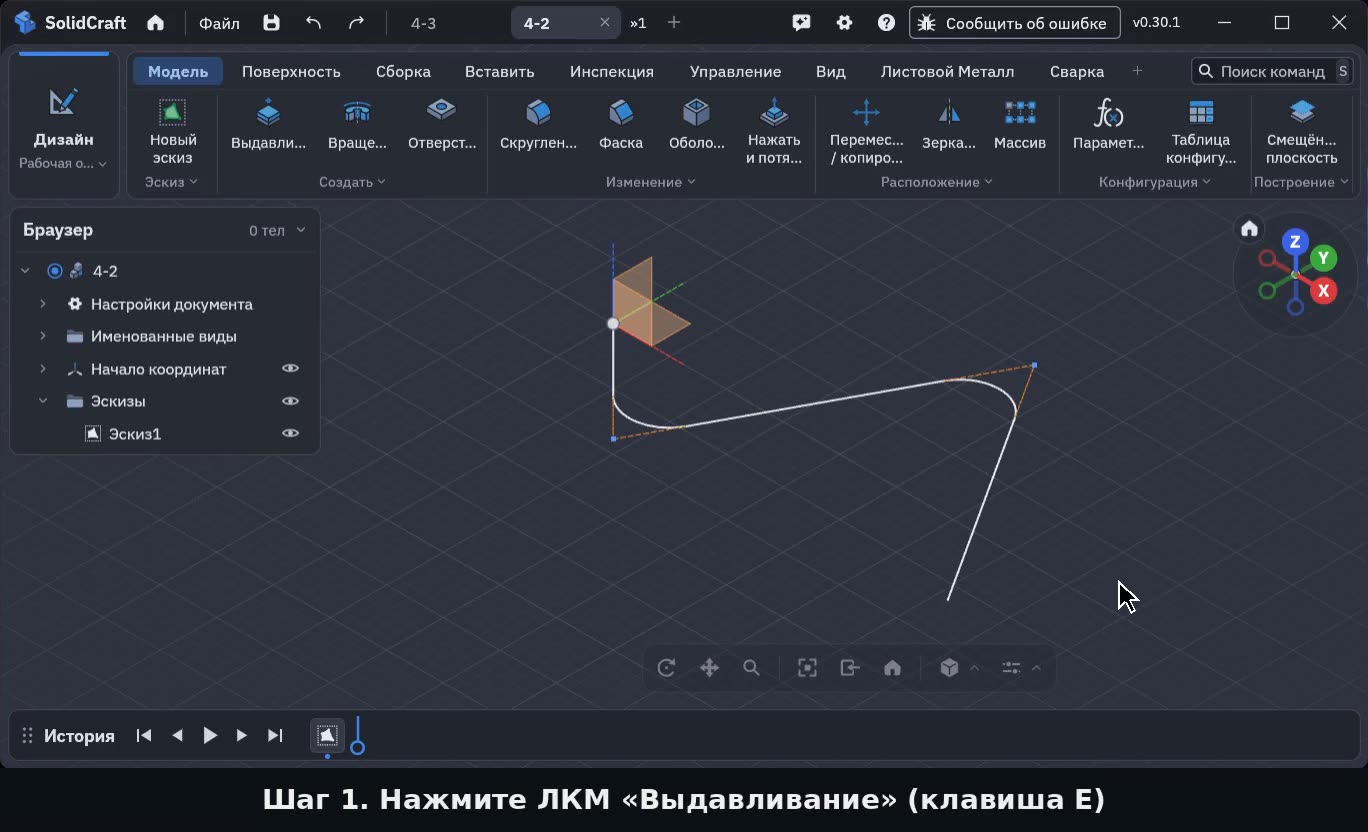 SolidCraft Файл 4-3 4-2 »1 Сообщить об ошибке v0.30.1
Дизайн
Рабочая о...
Модель Поверхность Сборка Вставить Инспекция Управление Вид Листовой Металл Сварка Поиск команд S
Новый эскиз
Выдавли... Враще... Отверст... Скруглен... Фаска Оболо... Нажать и потя... Перемес... / копиро... Зерка... Массив Парамет... Таблица конфигу... Смещён... плоскость
Эскиз Создать Изменение Расположение Конфигурация Построение
Браузер 0 тел
4-2
Настройки документа
Именованные виды
Начало координат
Эскизы
Эскиз1
Z
Y
X
История
Шаг 1. Нажмите ЛКМ «Выдавливание» (клавиша E)